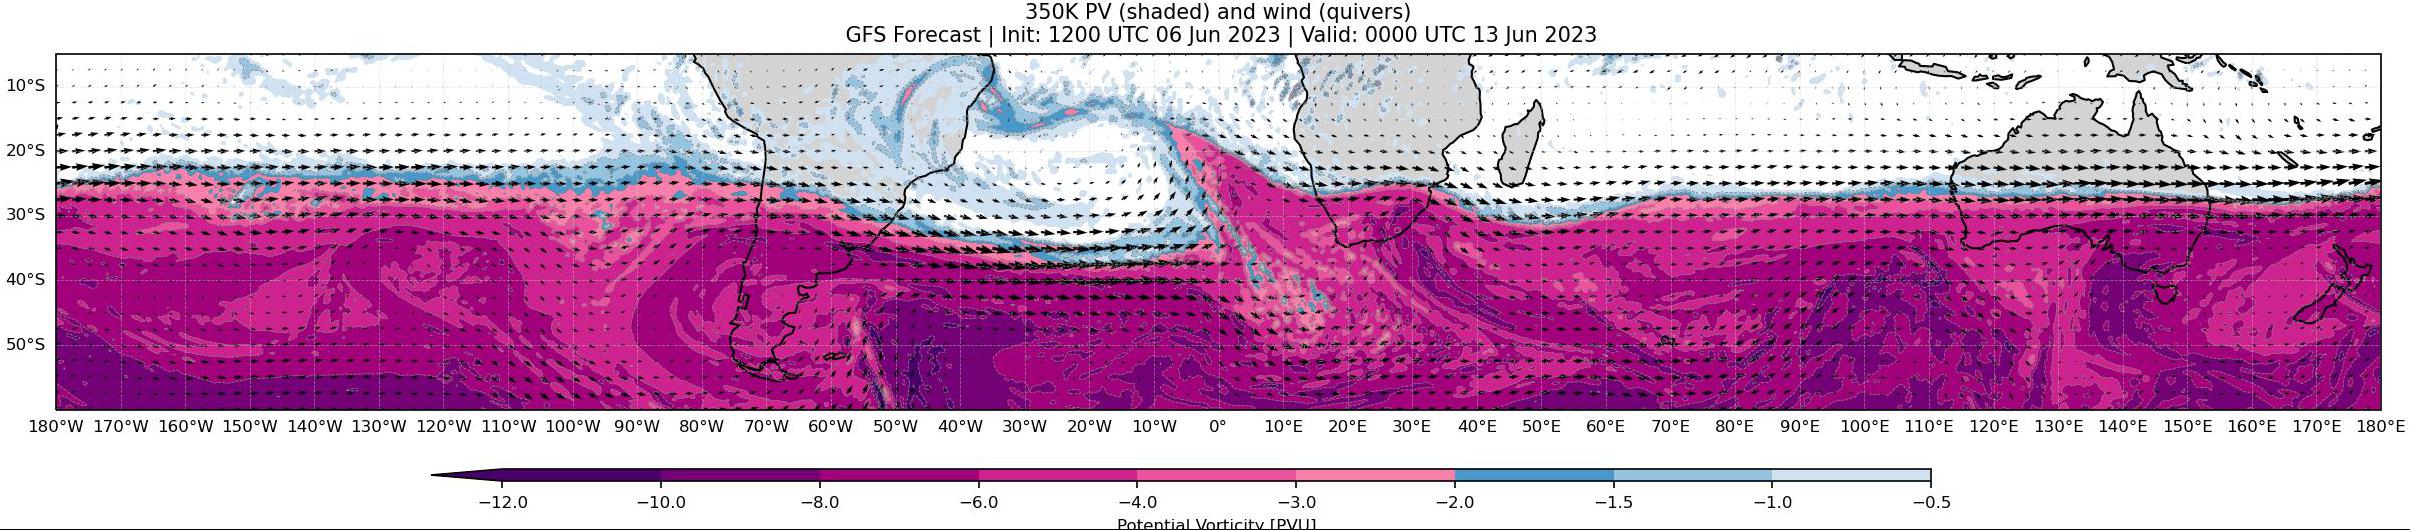 350K PV (shaded) and wind (quivers)
GFS Forecast | Init: 1200 UTC 06 Jun 2023 | Valid: 0000 UTC 13 Jun 2023
10°S
20°S
30°S
40°S
50°S
180°W 170°W 160°W 150°W 140°W 130°W 120°W 110°W 100°W 90°W 80°W 70°W 60°W 50°W 40°W 30°W 20°W 10°W 0° 10°E 20°E 30°E 40°E 50°E 60°E 70°E 80°E 90°E 100°E 110°E 120°E 130°E 140°E 150°E 160°E 170°E 180°E
−12.0 −10.0 −8.0 −6.0 −4.0 −3.0 −2.0 −1.5 −1.0 −0.5
Potential Vorticity [PVU]